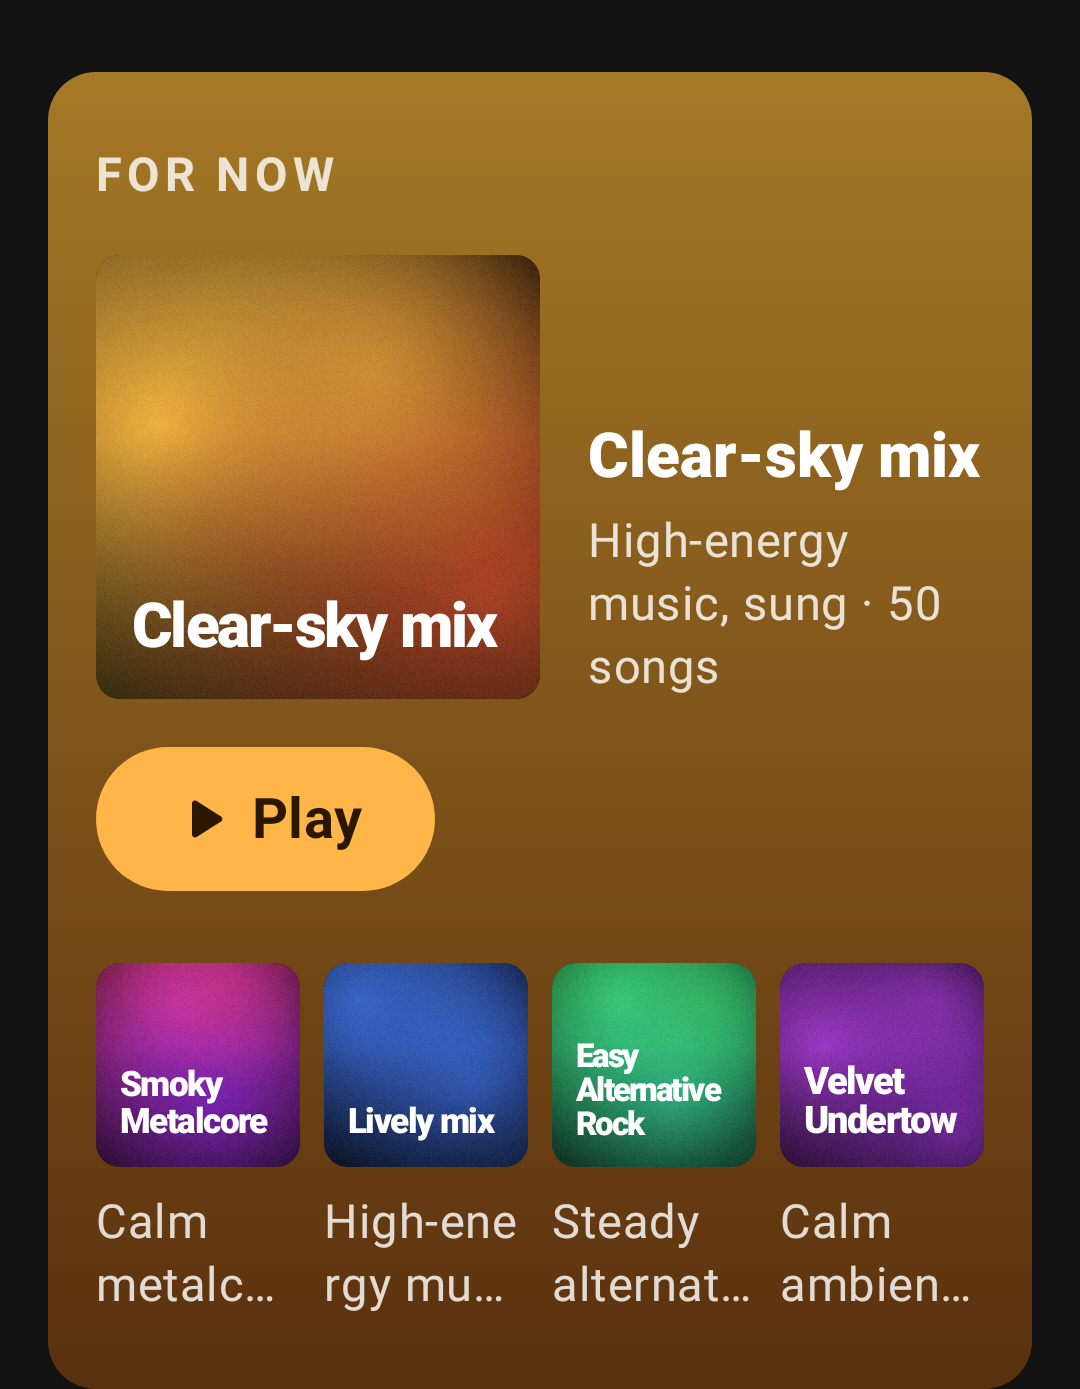 FOR NOW
Clear-sky mix
Clear-sky mix
High-energy
music, sung · 50
songs
Play
Smoky
Metalcore
Lively mix
Easy
Alternative
Rock
Velvet
Undertow
Calm
metalc…
High-ene
rgy mu…
Steady
alternat…
Calm
ambien…